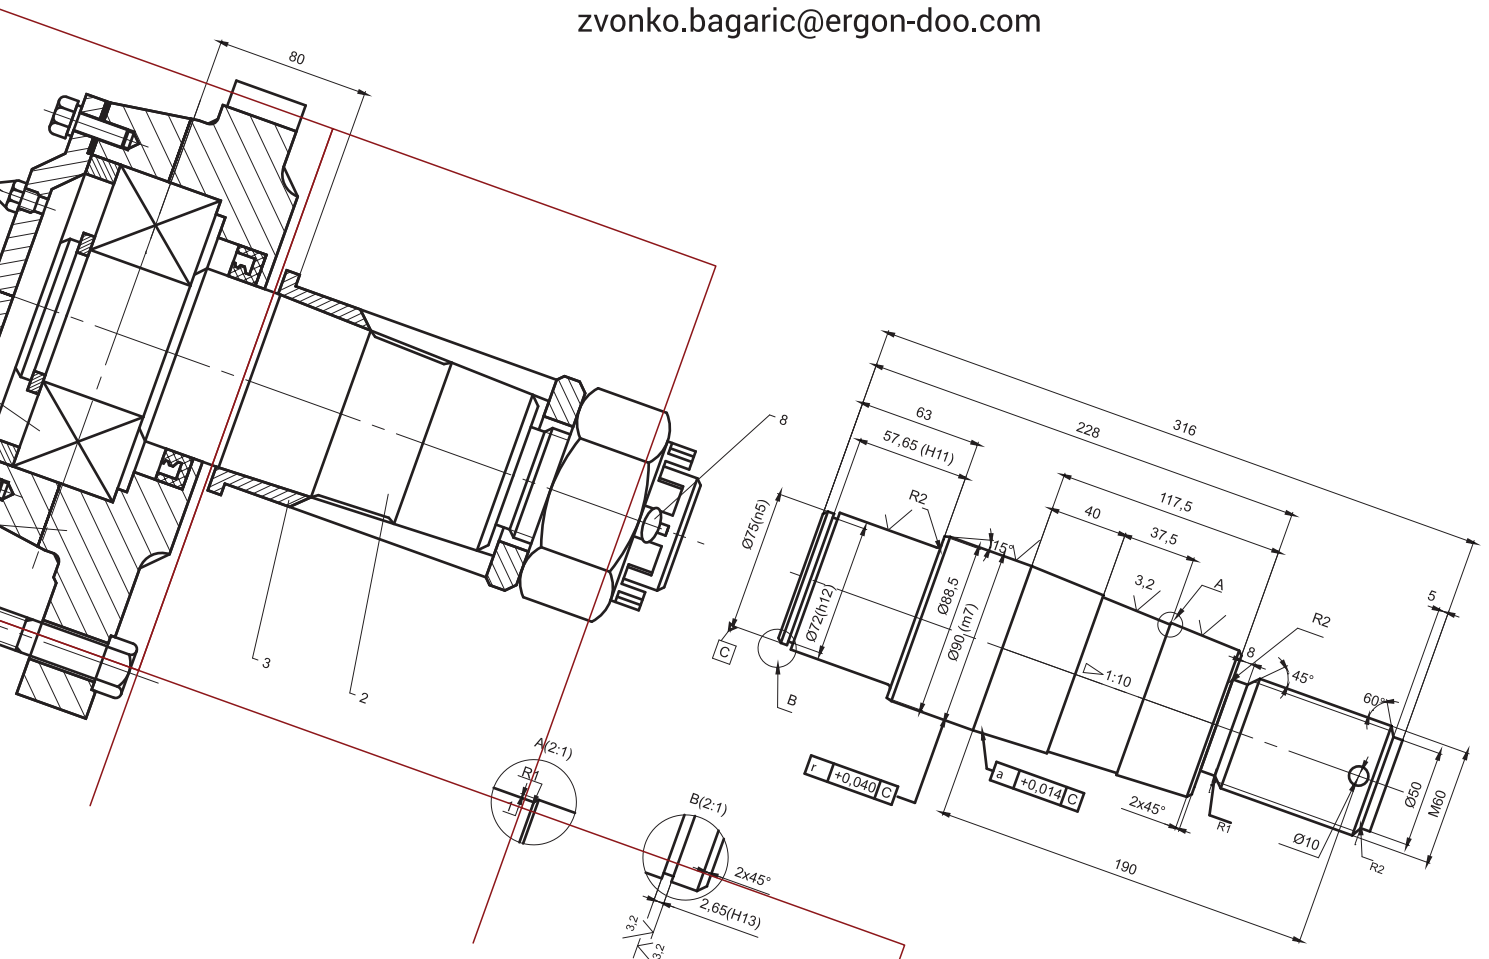 zvonko.bagaric@ergon-doo.com
80
8
3
2
A(2:1)
R1
B(2:1)
2x45°
2,65(H13)
3,2
3,2
316
228
63
57,65 (H11)
117,5
40
37,5
R2
15°
3,2
A
Ø75(n5)
Ø72(h12)
Ø88,5
Ø90 (m7)
C
B
1:10
5
R2
8
45°
60°
r +0,040 C
a +0,014 C
2x45°
R1
Ø10
R2
Ø50
M60
190